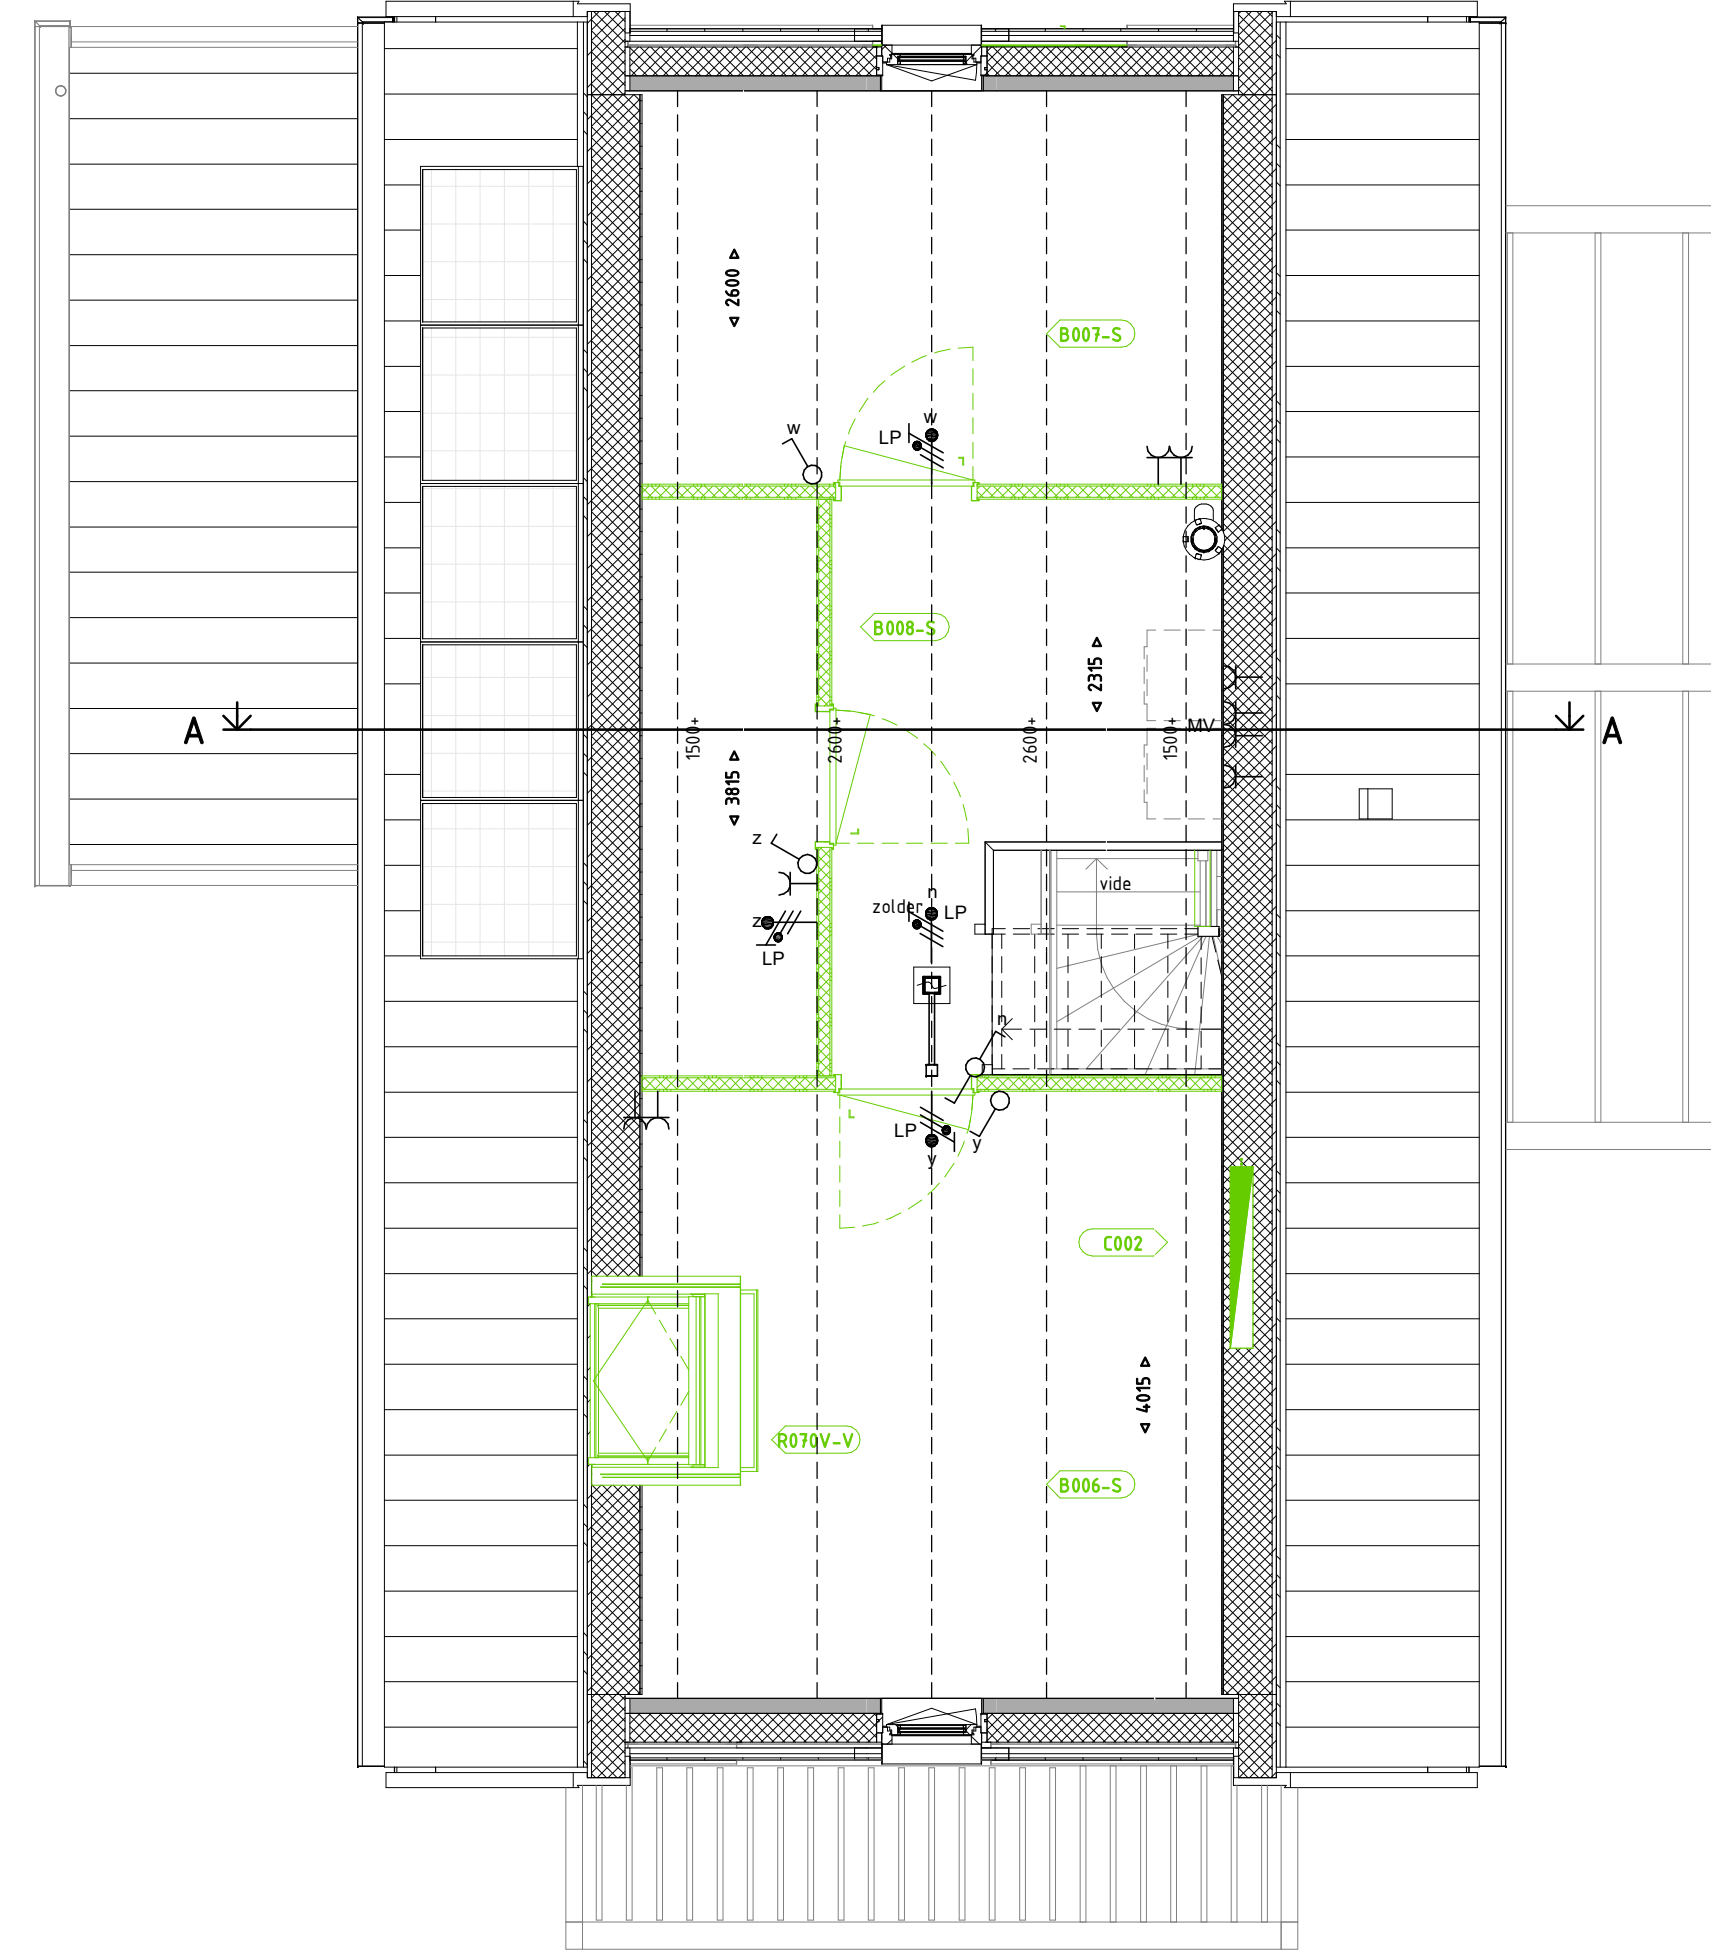 2600
B007-S
w
w
LP
B008-S
2315
A
1500+
2600+
2600+
1500+
MV
A
3815
z
vide
n
zolder
LP
z
LP
n
LP
y
y
C002
4015
R070V-V
B006-S